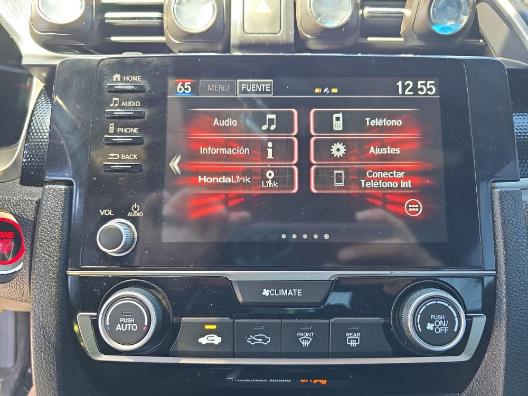 HOME
AUDIO
PHONE
BACK
VOL
AUDIO
65 MENÚ FUENTE 12:55
Audio
Teléfono
Información
Ajustes
HondaLink
Link
Conectar
Teléfono Int
CLIMATE
PUSH
AUTO
FRONT
REAR
PUSH
ON/
OFF